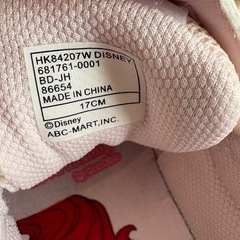 HK84207W DISNEY
681761-0001
BD-JH
86654
MADE IN CHINA
17CM
©Disney
ABC-MART, INC.